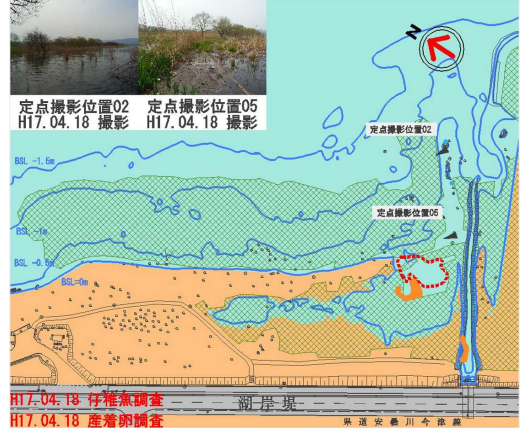 定点撮影位置02
H17.04.18 撮影
定点撮影位置05
H17.04.18 撮影
N
定点撮影位置02
BSL -1.5m
定点撮影位置05
BSL -1m
BSL -0.5m
BSL=0m
H17.04.18 仔稚魚調査
湖岸堤
H17.04.18 産着卵調査
県道安曇川今津線